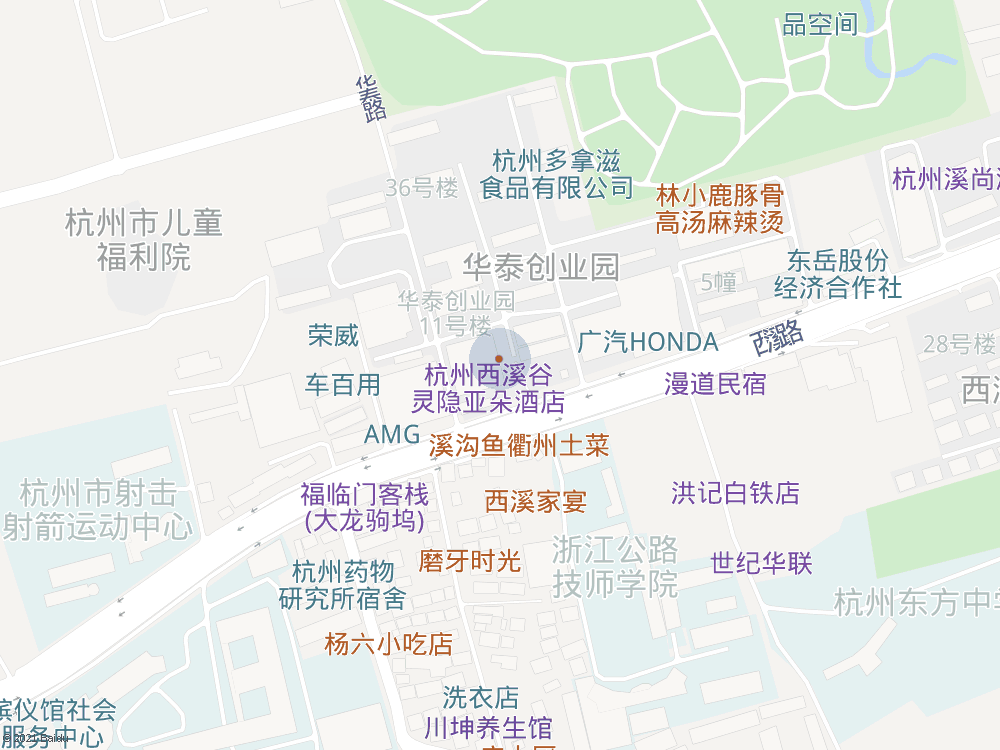 品空间
华泰路
杭州多拿滋
食品有限公司
36号楼
林小鹿豚骨
高汤麻辣烫
杭州溪尚
杭州市儿童
福利院
华泰创业园
东岳股份
经济合作社
5幢
华泰创业园
11号楼
荣威
广汽HONDA
西溪路
28号楼
杭州西溪谷
灵隐亚朵酒店
车百用
漫道民宿
AMG
溪沟鱼衢州土菜
杭州市射击
射箭运动中心
福临门客栈
(大龙驹坞)
西溪家宴
洪记白铁店
磨牙时光
浙江公路
技师学院
世纪华联
杭州药物
研究所宿舍
杭州东方中学
杨六小吃店
洗衣店
殡仪馆社会
服务中心
川坤养生馆
© 2021 Baidu